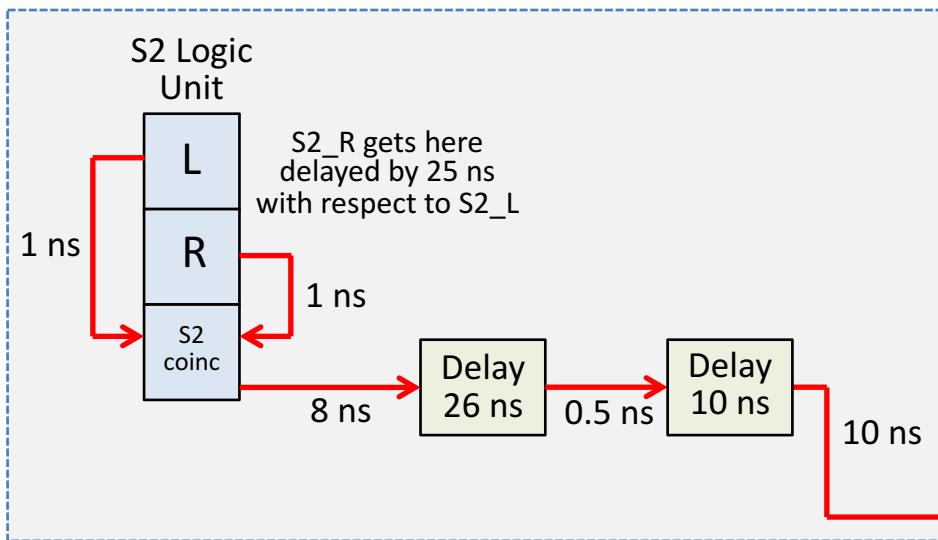 S2 Logic
Unit
L
S2_R gets here
delayed by 25 ns
with respect to S2_L
1 ns
R
1 ns
S2
coinc
8 ns
Delay
26 ns
0.5 ns
Delay
10 ns
10 ns